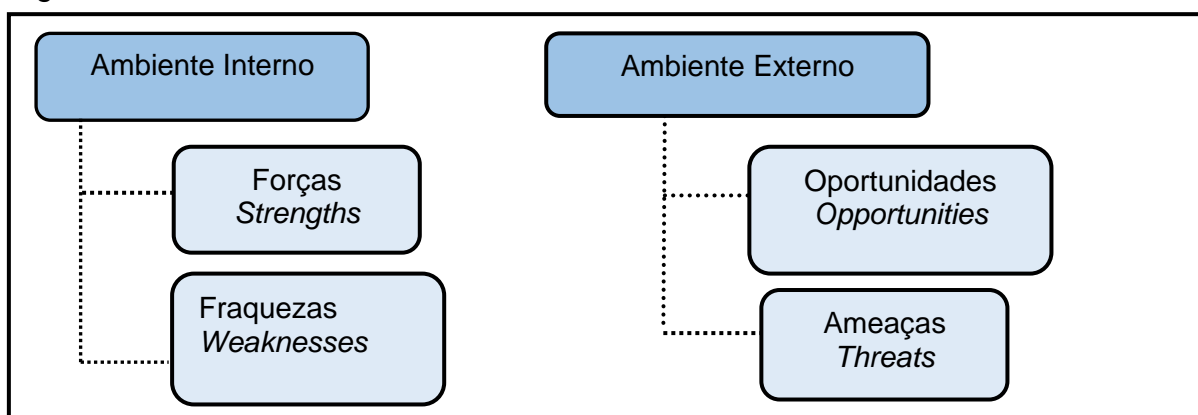 Ambiente Interno
Forças
Strengths
Fraquezas
Weaknesses
Ambiente Externo
Oportunidades
Opportunities
Ameaças
Threats